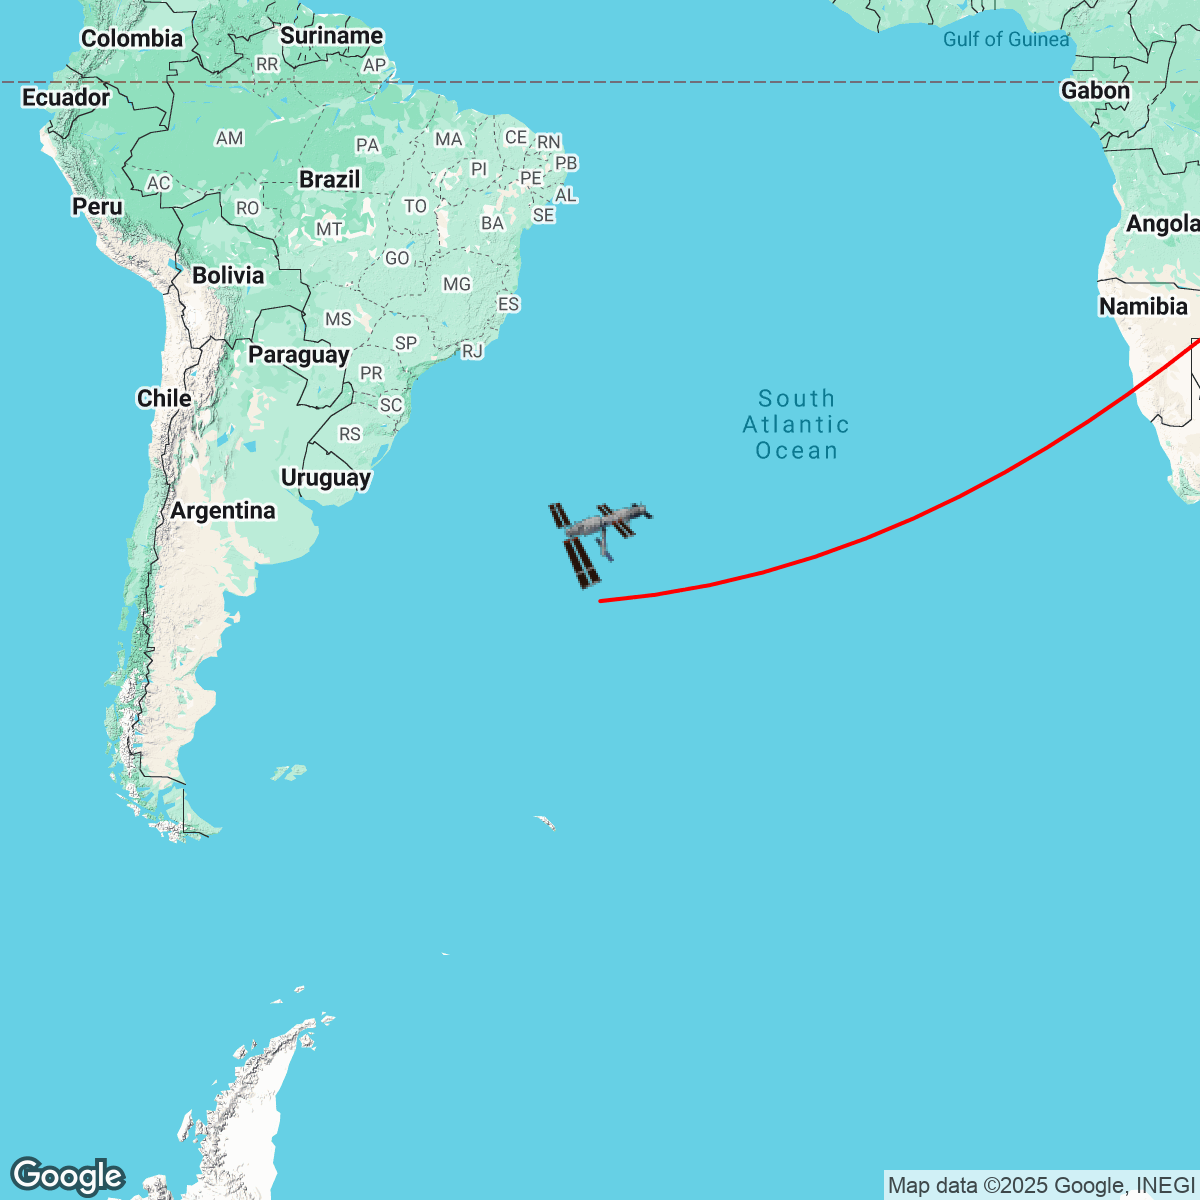 Colombia
Suriname
Gulf of Guinea
RR
AP
Ecuador
Gabon
AM
PA
MA
CE
RN
PI
PB
PE
Brazil
AC
AL
Peru
RO
TO
SE
BA
Angola
MT
GO
Bolivia
MG
ES
Namibia
MS
SP
RJ
Paraguay
PR
Chile
SC
South
Atlantic
Ocean
RS
Uruguay
Argentina
Google
Map data ©2025 Google, INEGI